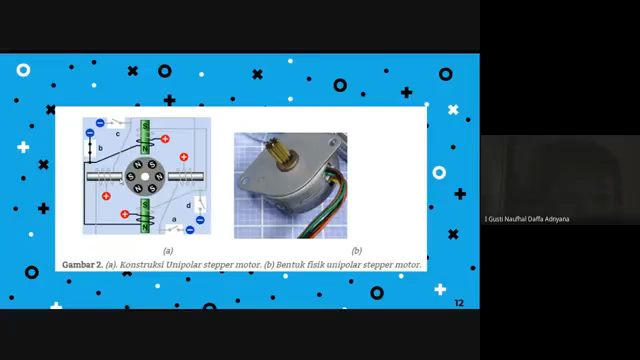 c
b
d
a
S
N
S
N
S
N
S
N
S
N
(a)
(b)
Gambar 2. (a). Konstruksi Unipolar stepper motor. (b) Bentuk fisik unipolar stepper motor.
12
I Gusti Naufhal Daffa Adnyana